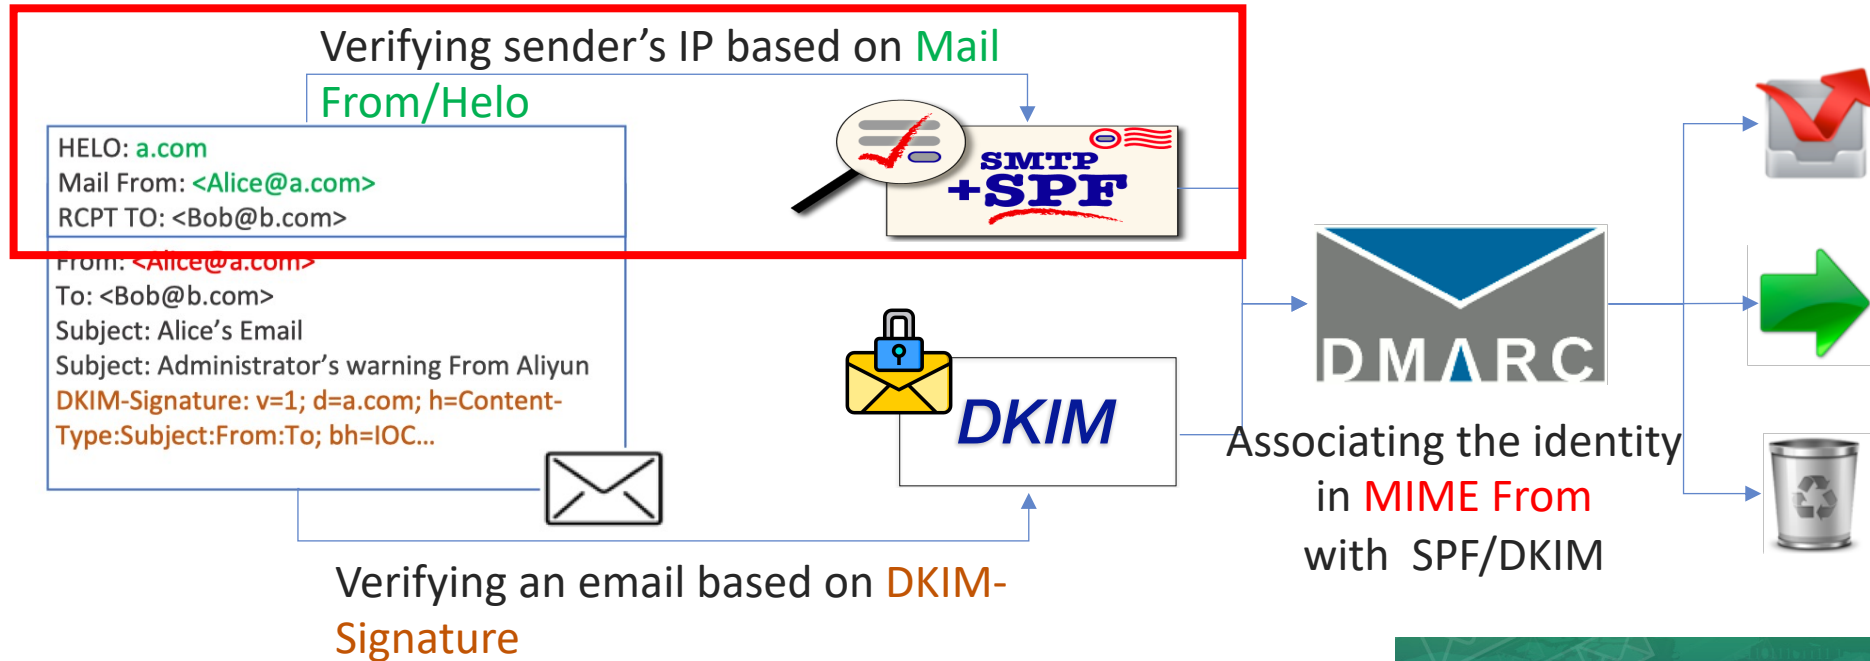 Verifying sender’s IP based on Mail
From/Helo
HELO: a.com
Mail From: <Alice@a.com>
RCPT TO: <Bob@b.com>
From: <Alice@a.com>
To: <Bob@b.com>
Subject: Alice’s Email
Subject: Administrator’s warning From Aliyun
DKIM-Signature: v=1; d=a.com; h=Content-
Type:Subject:From:To; bh=IOC...
SMTP
+SPF
DKIM
Verifying an email based on DKIM-
Signature
DMARC
Associating the identity
in MIME From
with SPF/DKIM